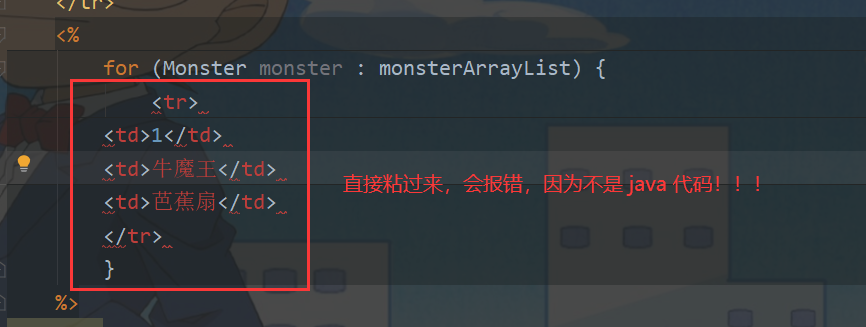 </tr>
<%
for (Monster monster : monsterArrayList) {
<tr>
<td>1</td>
<td>牛魔王</td>
<td>芭蕉扇</td>
</tr>
}
%>
直接粘过来，会报错，因为不是 java 代码！！！